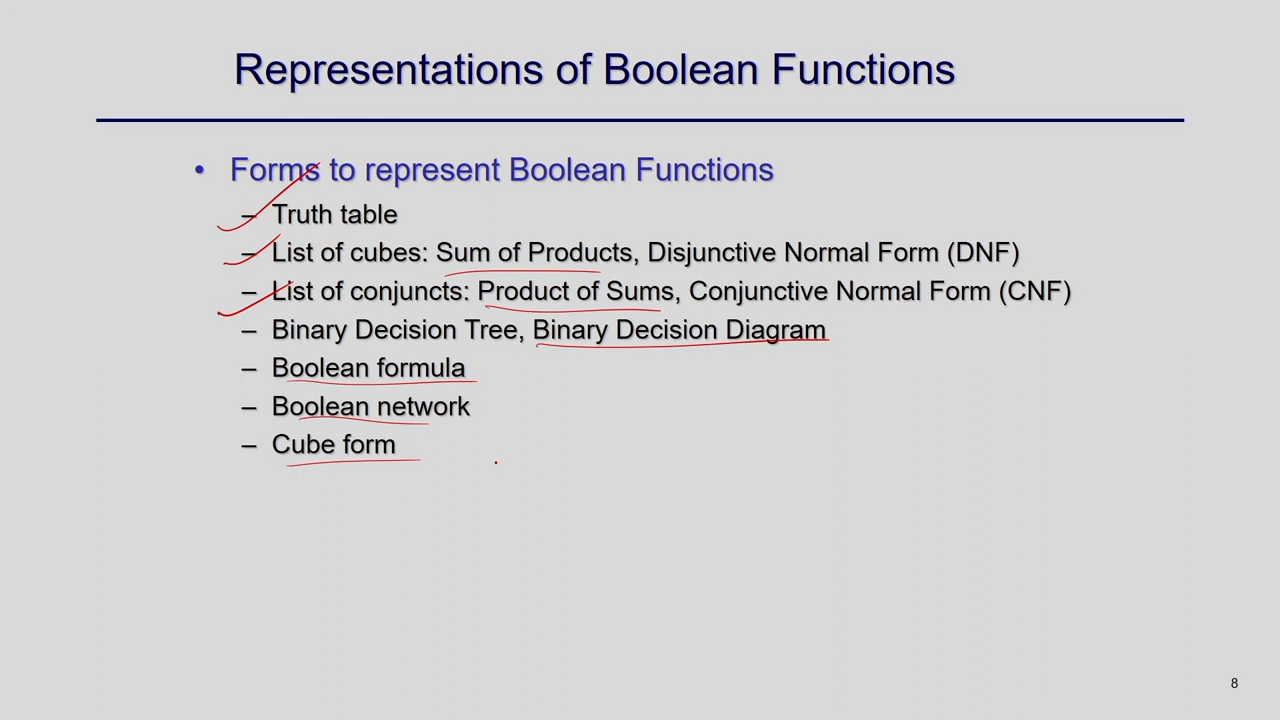 Representations of Boolean Functions
• Forms to represent Boolean Functions
– Truth table
– List of cubes: Sum of Products, Disjunctive Normal Form (DNF)
– List of conjuncts: Product of Sums, Conjunctive Normal Form (CNF)
– Binary Decision Tree, Binary Decision Diagram
– Boolean formula
– Boolean network
– Cube form
8